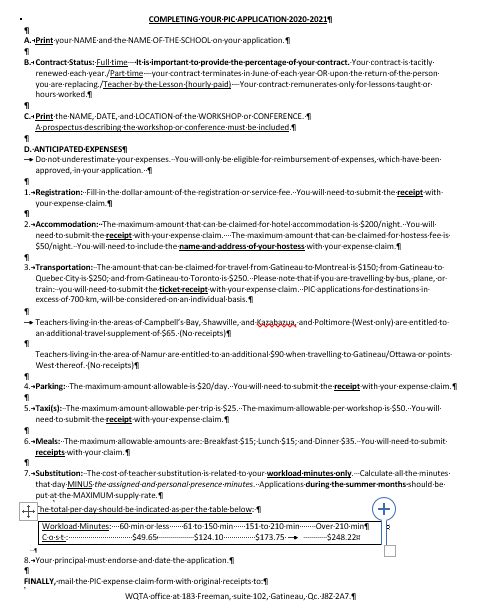 COMPLETING YOUR PIC APPLICATION 2020-2021¶
¶
A. Print your NAME and the NAME OF THE SCHOOL on your application.¶
¶
B. Contract Status: Full-time — It is important to provide the percentage of your contract. Your contract is tacitly
renewed each year./Part-time — your contract terminates in June of each year OR upon the return of the person
you are replacing./Teacher by the Lesson (hourly paid) — Your contract remunerates only for lessons taught or
hours worked.¶
¶
C. Print the NAME, DATE, and LOCATION of the WORKSHOP or CONFERENCE. ¶
A prospectus describing the workshop or conference must be included.¶
¶
D. ANTICIPATED EXPENSES¶
→ Do not underestimate your expenses. You will only be eligible for reimbursement of expenses, which have been
approved, in your application. ¶
¶
1. Registration: Fill in the dollar amount of the registration or service fee. You will need to submit the receipt with
your expense claim.¶
¶
2. Accommodation: The maximum amount that can be claimed for hotel accommodation is $200/night. You will
need to submit the receipt with your expense claim. The maximum amount that can be claimed for hostess fee is
$50/night. You will need to include the name and address of your hostess with your expense claim.¶
¶
3. Transportation: The amount that can be claimed for travel from Gatineau to Montreal is $150; from Gatineau to
Quebec City is $250; and from Gatineau to Toronto is $250. Please note that if you are travelling by bus, plane, or
train: you will need to submit the ticket receipt with your expense claim. PIC applications for destinations in
excess of 700 km, will be considered on an individual basis.¶
¶
→ Teachers living in the areas of Campbell's Bay, Shawville, and Kazabazua, and Poltimore (West only) are entitled to
an additional travel supplement of $65. (No receipts)¶
¶
Teachers living in the area of Namur are entitled to an additional $90 when travelling to Gatineau/Ottawa or points
West thereof. (No receipts)¶
¶
4. Parking: The maximum amount allowable is $20/day. You will need to submit the receipt with your expense claim.¶
¶
5. Taxi(s): The maximum allowable per trip is $25. The maximum allowable per workshop is $50. You will need to
submit the receipt with your expense claim.¶
¶
6. Meals: The maximum allowable amounts are: Breakfast $15; Lunch $15; and Dinner $35. You will need to submit
receipts with your expense claim.¶
¶
7. Substitution: The cost of teacher substitution is related to your workload minutes only. Calculate all the minutes
that day MINUS the assigned and personal presence minutes. Applications during the summer months should be
put at the MAXIMUM supply rate.¶
The total per day should be indicated as per the table below: ¶
Workload Minutes: 60 min or less 61 to 150 min 151 to 210 min Over 210 min¶
Cost: $49.65 $124.10 $173.75 → $248.22
¶
8. Your principal must endorse and date the application.¶
¶
FINALLY, mail the PIC expense claim form with original receipts to:¶
WQTA office at 183 Freeman, suite 102, Gatineau, Qc. J8Z 2A7.¶